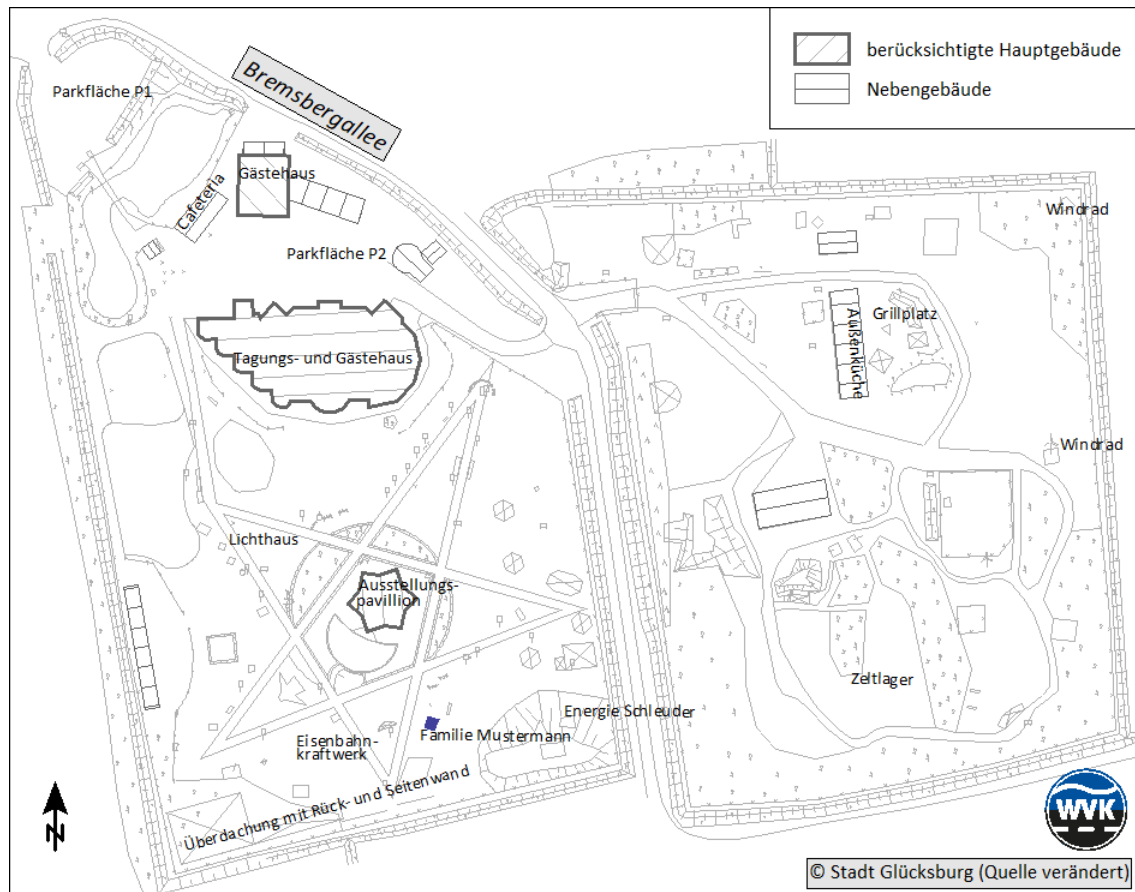 berücksichtigte Hauptgebäude
Nebengebäude
Parkfläche P1
Bremsbergallee
Gästehaus
Cafeteria
Windrad
Parkfläche P2
Grillplatz
Außenküche
Tagungs- und Gästehaus
Windrad
Lichthaus
Ausstellungs-
pavillion
Zeltlager
Energie Schleuder
Familie Mustermann
Eisenbahn-
kraftwerk
Überdachung mit Rück- und Seitenwand
N
WVK
© Stadt Glücksburg (Quelle verändert)